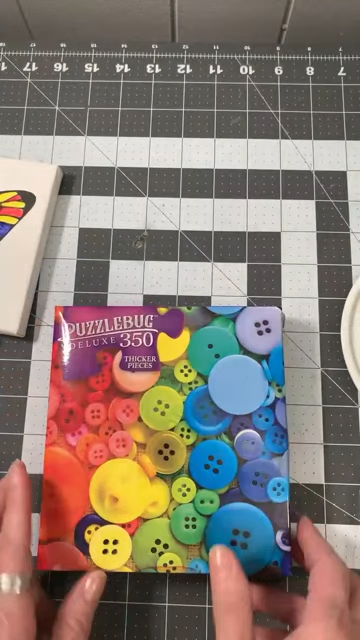 17 16 15 14 13 12 11 10 9 8 7
PUZZLEBUG
DELUXE 350
THICKER
PIECES